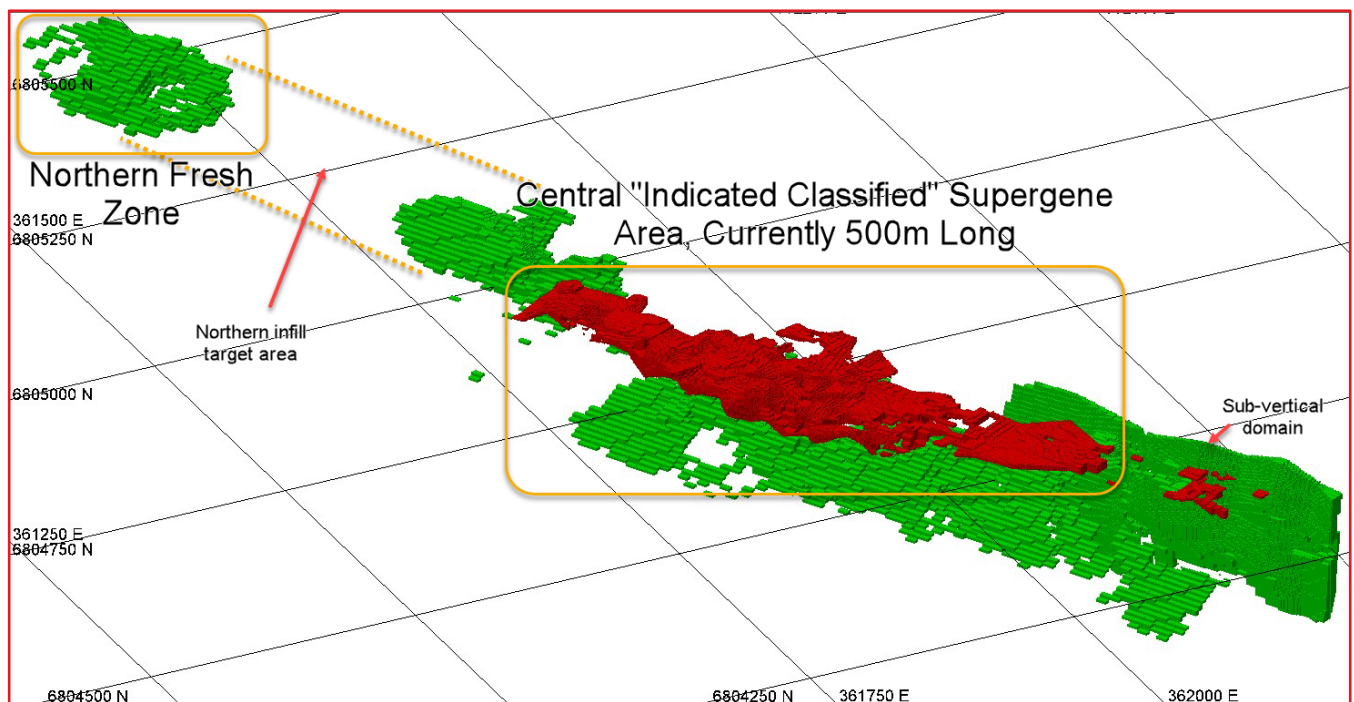 6805500 N
Northern Fresh
Zone
361500 E
6805250 N
Central "Indicated Classified" Supergene
Area, Currently 500m Long
Northern infill
target area
6805000 N
Sub-vertical
domain
361250 E
6804750 N
6804500 N
6804250 N
361750 E
362000 E